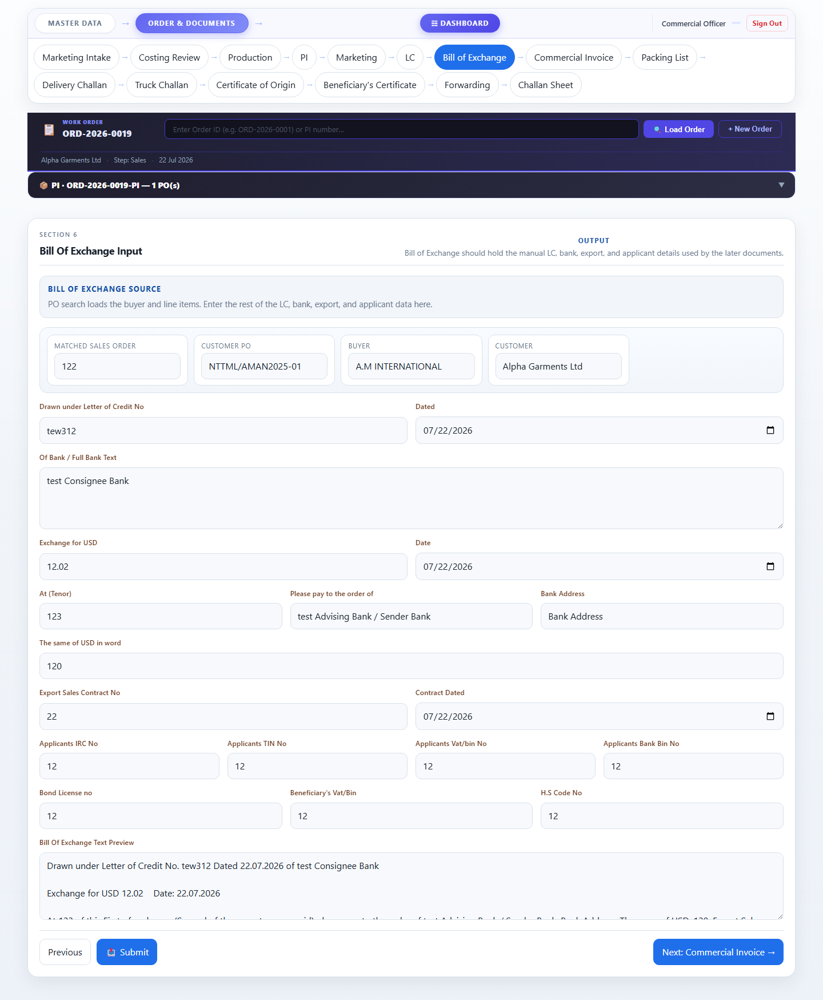 MASTER DATA → ORDER & DOCUMENTS → DASHBOARD Commercial Officer Sign Out
Marketing Intake → Costing Review → Production → PI → Marketing → LC → Bill of Exchange → Commercial Invoice → Packing List →
Delivery Challan → Truck Challan → Certificate of Origin → Beneficiary's Certificate → Forwarding → Challan Sheet
WORK ORDER
ORD-2026-0019
Enter Order ID (e.g. ORD-2026-0001) or PI number...
Load Order
+ New Order
Alpha Garments Ltd · Step: Sales · 22 Jul 2026
PI · ORD-2026-0019-PI — 1 PO(s) ▼
SECTION 6
Bill Of Exchange Input
OUTPUT
Bill of Exchange should hold the manual LC, bank, export, and applicant details used by the later documents.
BILL OF EXCHANGE SOURCE
PO search loads the buyer and line items. Enter the rest of the LC, bank, export, and applicant data here.
MATCHED SALES ORDER CUSTOMER PO BUYER CUSTOMER
122 NTTML/AMAN2025-01 A.M INTERNATIONAL Alpha Garments Ltd
Drawn under Letter of Credit No Dated
tew312 07/22/2026
Of Bank / Full Bank Text
test Consignee Bank
Exchange for USD Date
12.02 07/22/2026
At (Tenor) Please pay to the order of Bank Address
123 test Advising Bank / Sender Bank Bank Address
The same of USD in word
120
Export Sales Contract No Contract Dated
22 07/22/2026
Applicants IRC No Applicants TIN No Applicants Vat/bin No Applicants Bank Bin No
12 12 12 12
Bond License no Beneficiary's Vat/Bin H.S Code No
12 12 12
Bill Of Exchange Text Preview
Drawn under Letter of Credit No. tew312 Dated 22.07.2026 of test Consignee Bank
Exchange for USD 12.02 Date: 22.07.2026
Previous Submit Next: Commercial Invoice →